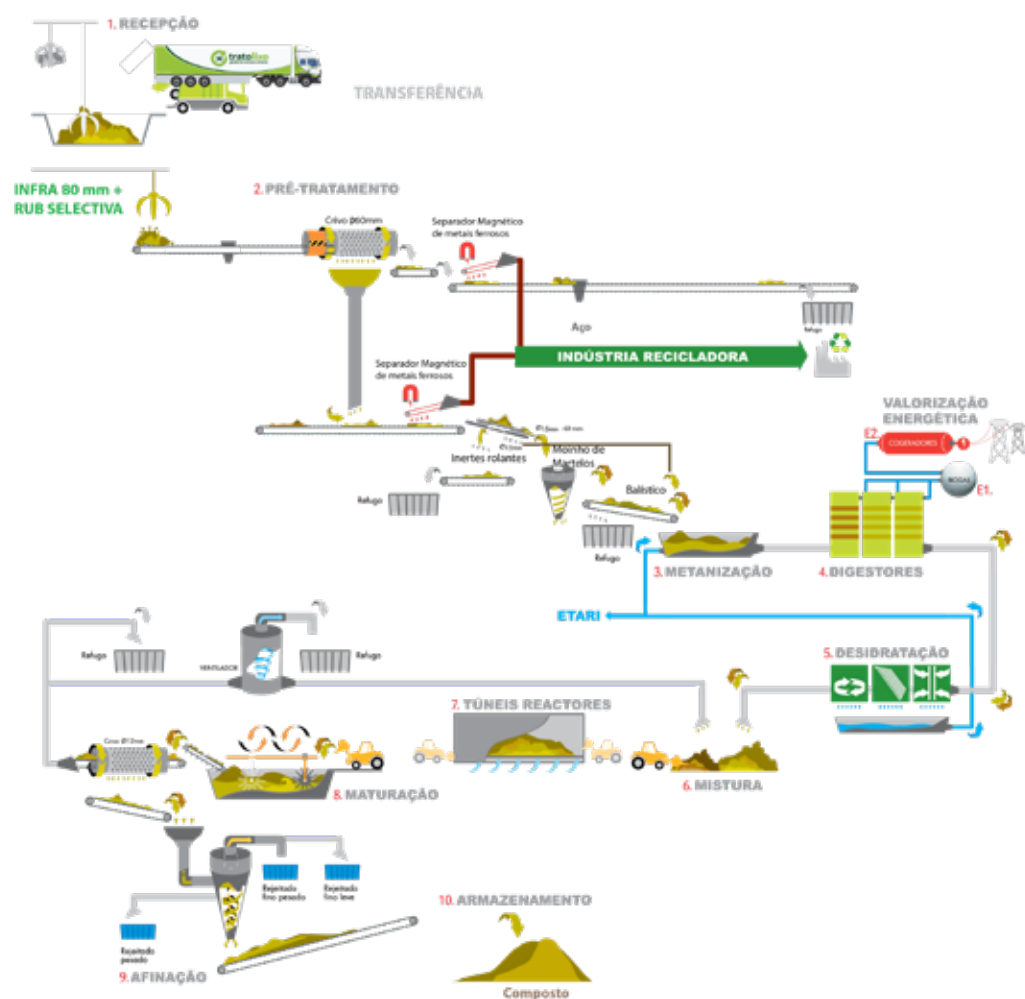 1. RECEPÇÃO
tratolixo
TRANSFERÊNCIA
INFRA 80 mm +
RUB SELECTIVA
2. PRÉ-TRATAMENTO
Crivo Ø60mm
Separador Magnético
de metais ferrosos
Refugo
Aço
INDÚSTRIA RECICLADORA
Separador Magnético
de metais ferrosos
VALORIZAÇÃO
ENERGÉTICA
E2.
COGERADORES
BIOGÁS
E1.
Inertes rolantes
Moinho de
Martelos
Refugo
Balístico
Refugo
3. METANIZAÇÃO
4. DIGESTORES
ETARI
5. DESIDRATAÇÃO
Refugo
VENTILADOR
Refugo
7. TÚNEIS REACTORES
6. MISTURA
8. MATURAÇÃO
Rejeitado
fino pesado
Rejeitado
fino leve
Rejeitado
pesado
9. AFINAÇÃO
10. ARMAZENAMENTO
Composto